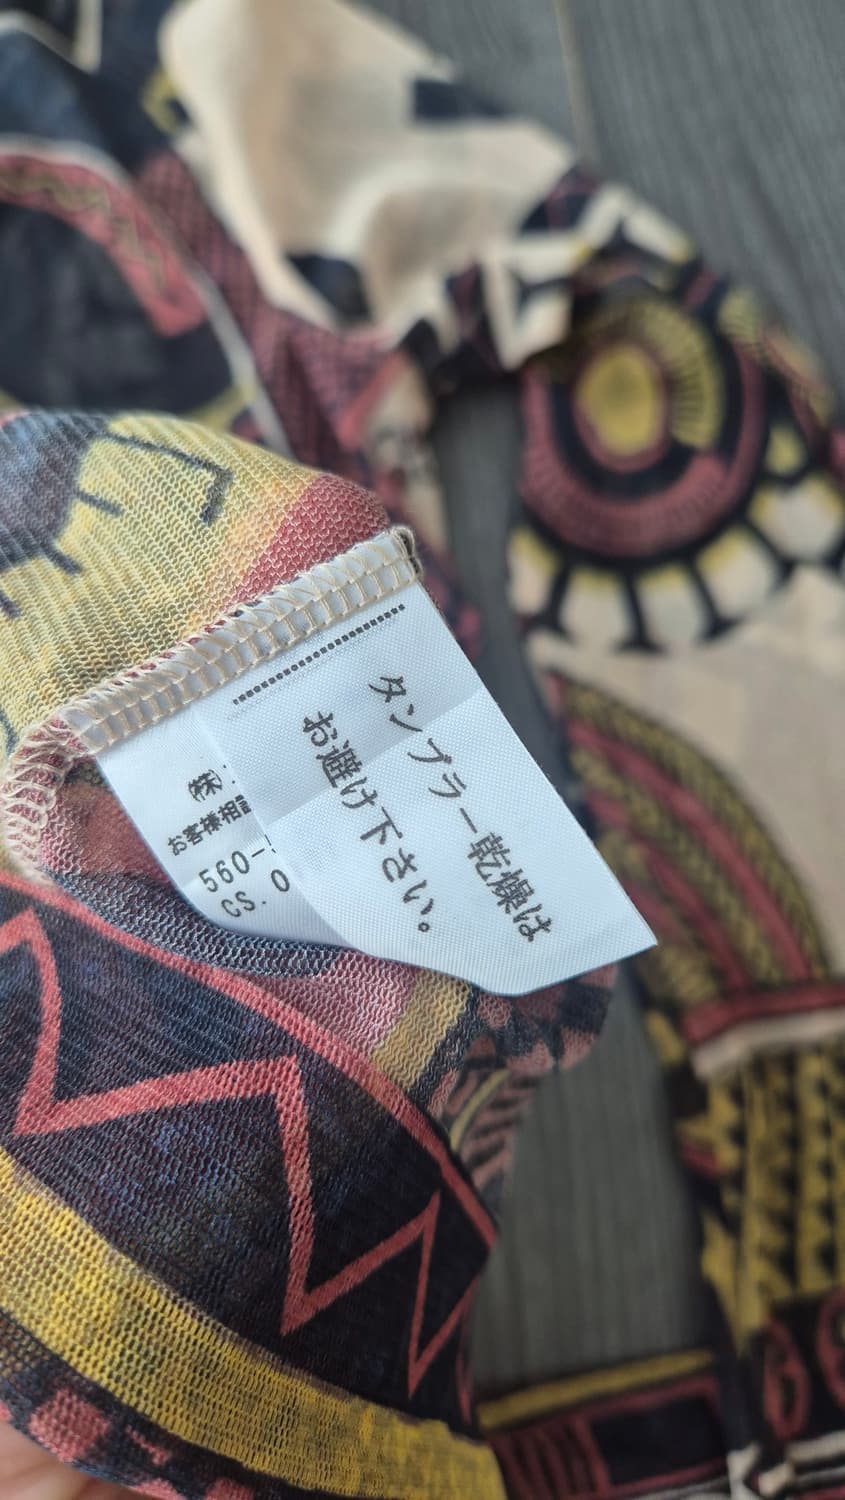 タンブラー乾燥は
お避け下さい。
(株)
お客様相
560-
CS. 0